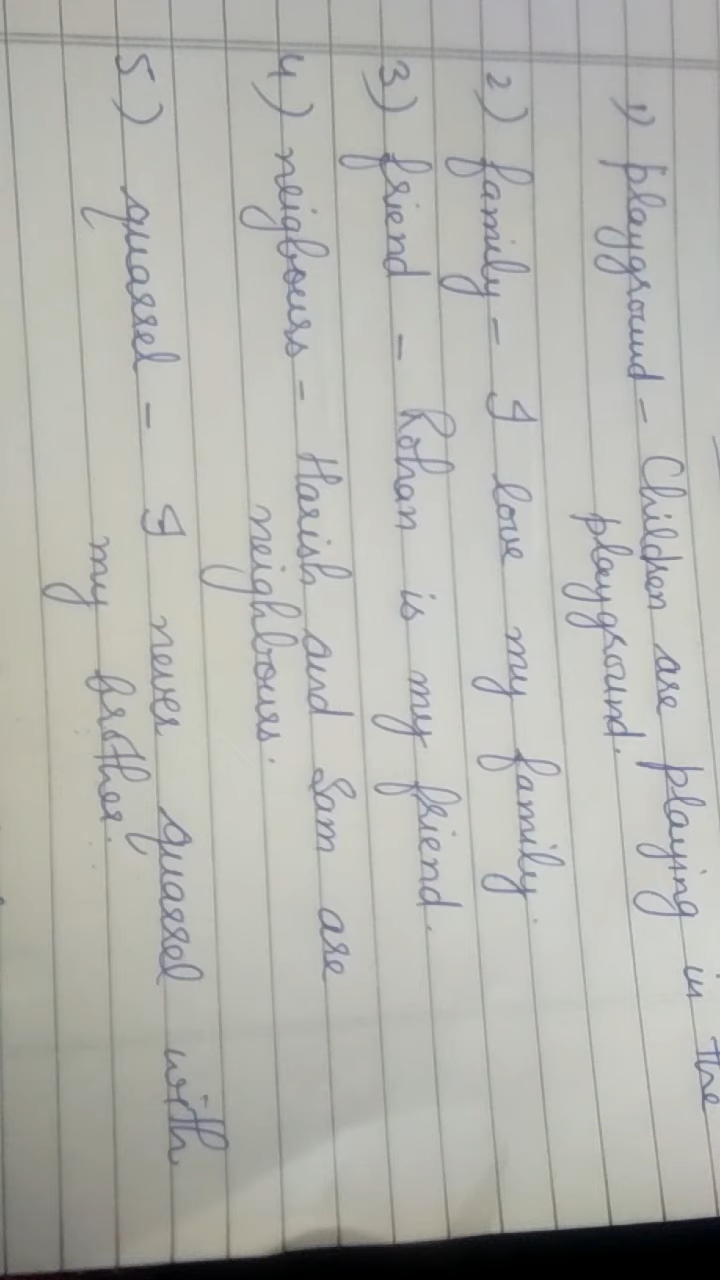 1) playground - Children are playing in the
playground.
2) family - I love my family.
3) friend - Rohan is my friend.
4) neigbours - Harish and Sam are
neighbours.
5) quarrel - I never quarrel with
my brother.